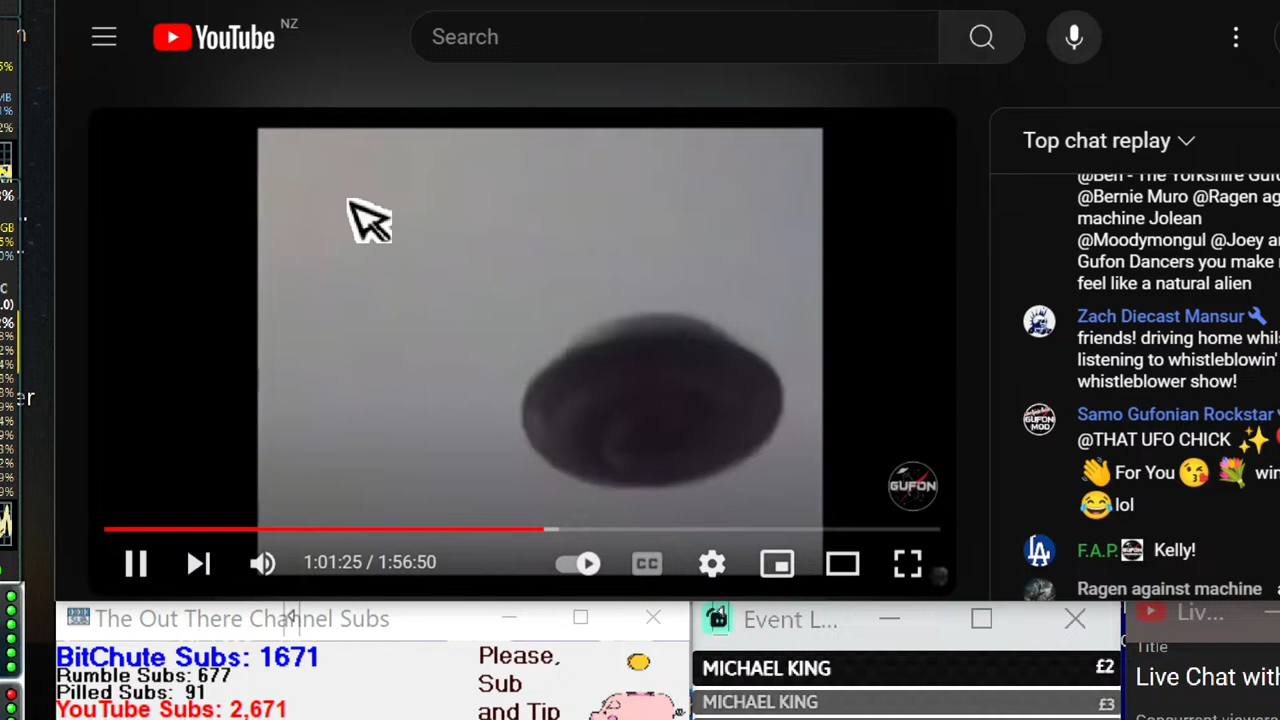 YouTube NZ
Search
Top chat replay
@Ben - The Yorkshire Gufo
@Bernie Muro @Ragen ag
machine Jolean
@Moodymongul @Joey a
Gufon Dancers you make
feel like a natural alien
Zach Diecast Mansur
friends! driving home whils
listening to whistleblowin'
whistleblower show!
Samo Gufonian Rockstar
@THAT UFO CHICK
For You
win
lol
F.A.P. Kelly!
Ragen against machine
GUFON
1:01:25 / 1:56:50
CC
The Out There Channel Subs
BitChute Subs: 1671
Rumble Subs: 677
Pilled Subs: 91
YouTube Subs: 2,671
Please,
Sub
and Tip
Event L...
MICHAEL KING £2
MICHAEL KING £3
Liv...
Title
Live Chat with